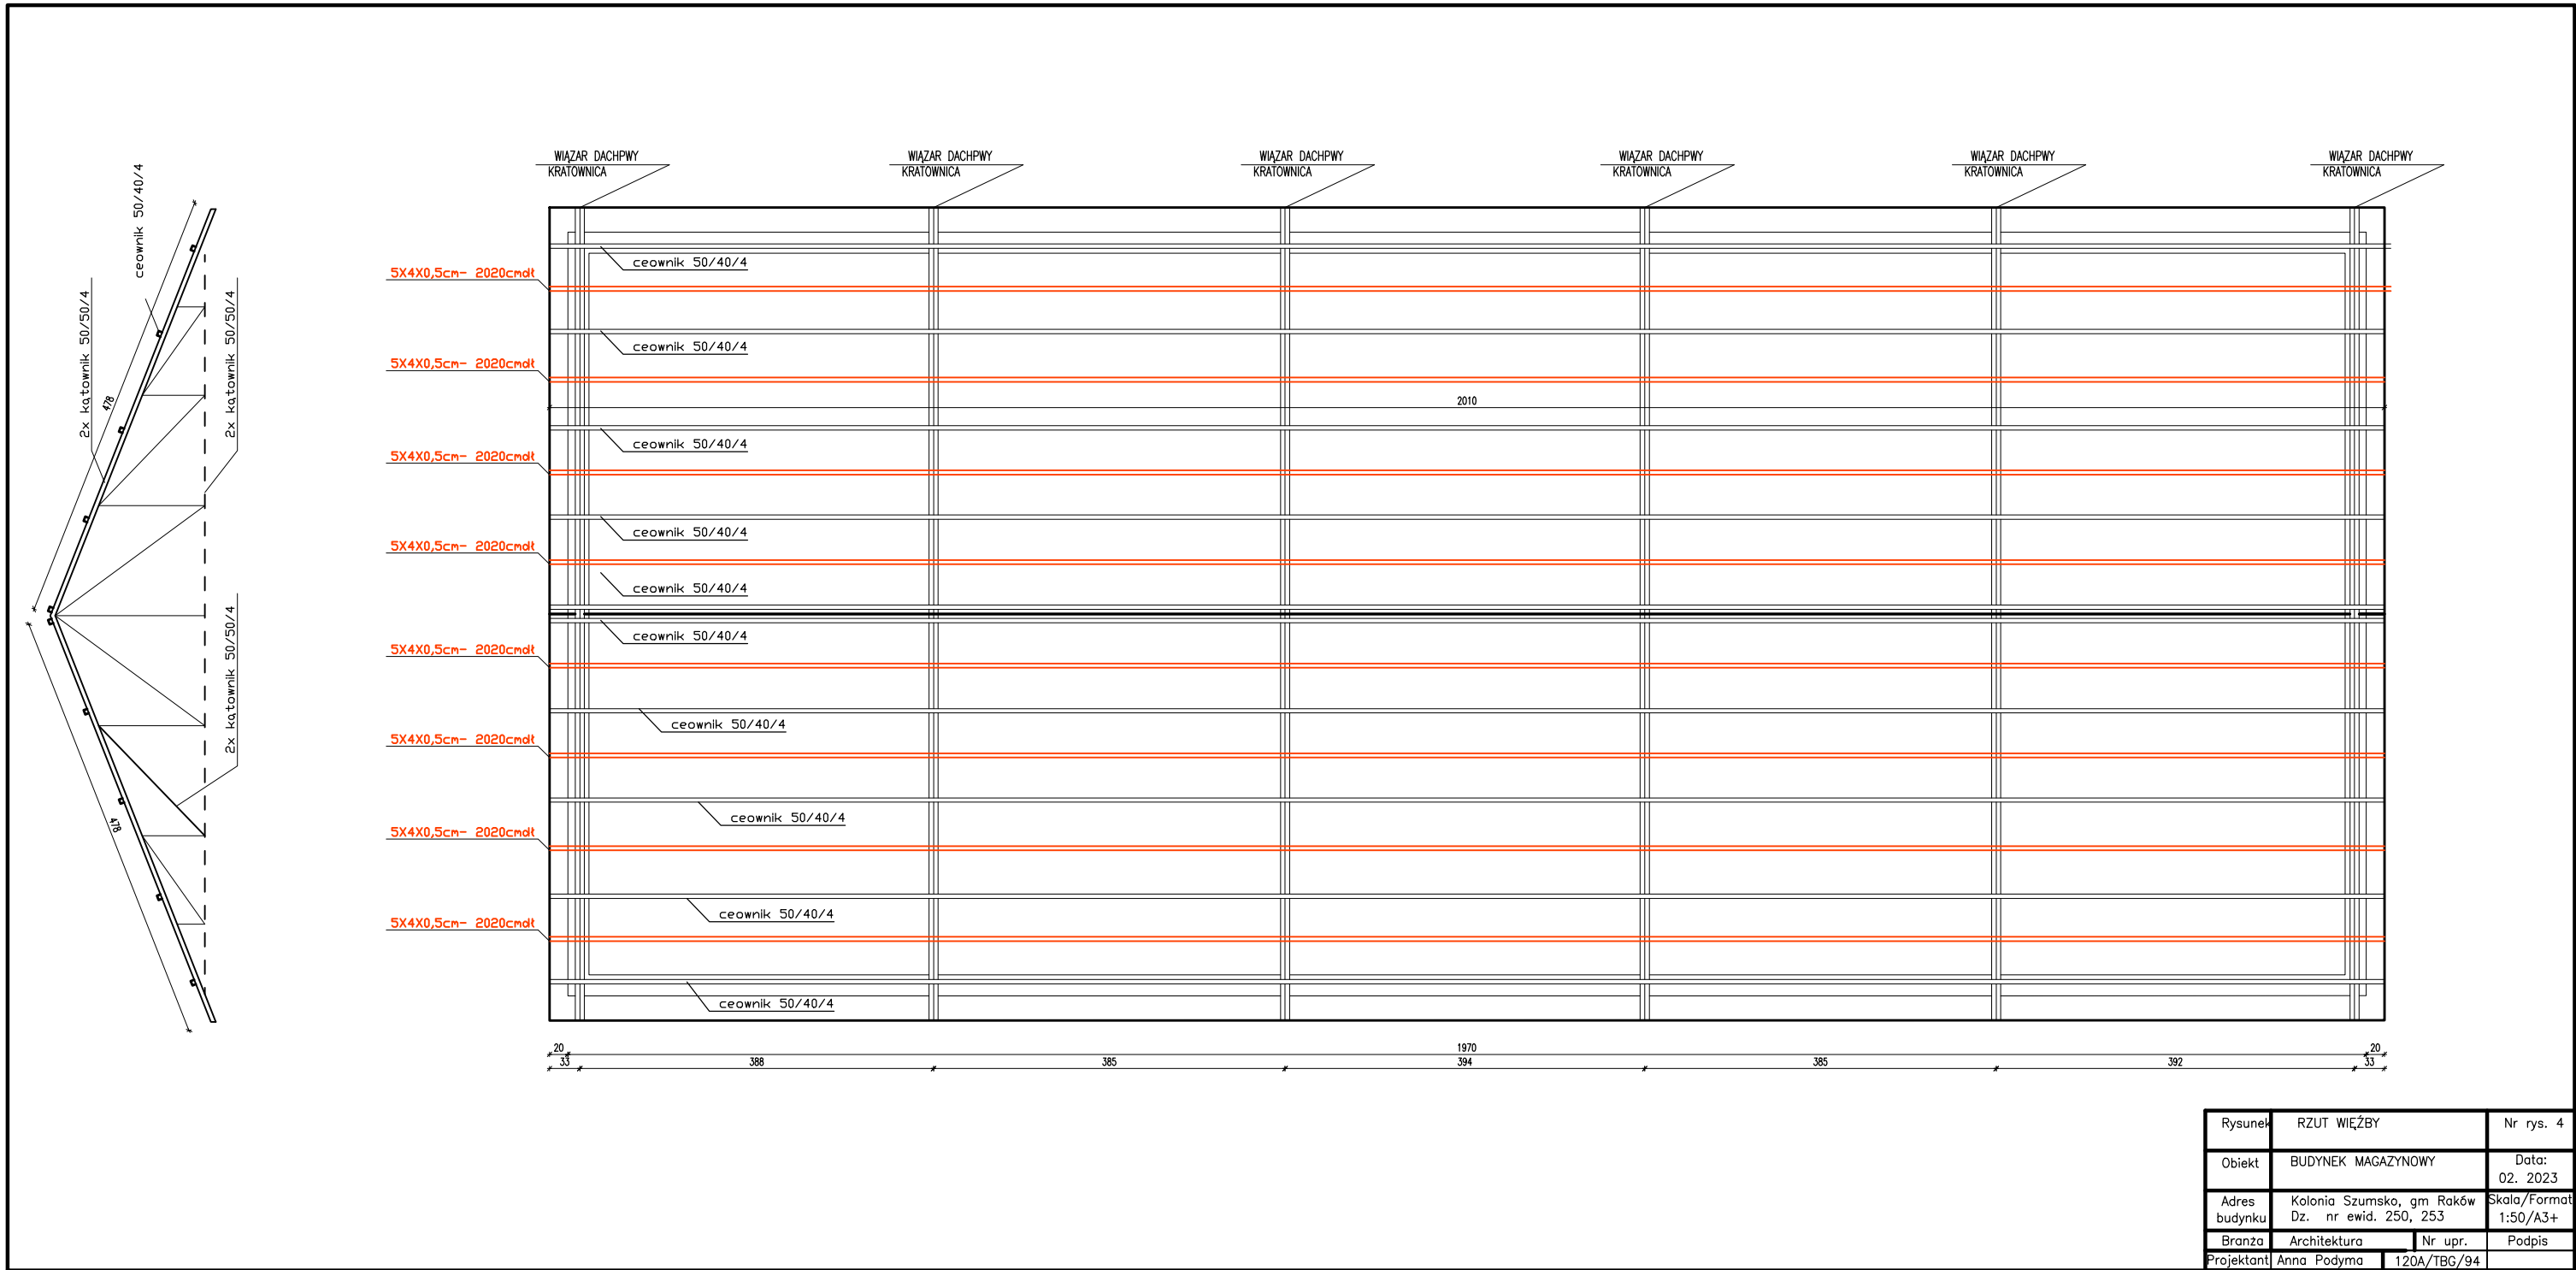 WIĄZAR DACHPWY
KRATOWNICA
WIĄZAR DACHPWY
KRATOWNICA
WIĄZAR DACHPWY
KRATOWNICA
WIĄZAR DACHPWY
KRATOWNICA
WIĄZAR DACHPWY
KRATOWNICA
WIĄZAR DACHPWY
KRATOWNICA
ceownik 50/40/4
2x kątownik 50/50/4
2x kątownik 50/50/4
478
2x kątownik 50/50/4
478
ceownik 50/40/4
5X4X0,5cm- 2020cmdł
ceownik 50/40/4
5X4X0,5cm- 2020cmdł
2010
ceownik 50/40/4
5X4X0,5cm- 2020cmdł
ceownik 50/40/4
5X4X0,5cm- 2020cmdł
ceownik 50/40/4
ceownik 50/40/4
5X4X0,5cm- 2020cmdł
ceownik 50/40/4
5X4X0,5cm- 2020cmdł
ceownik 50/40/4
5X4X0,5cm- 2020cmdł
ceownik 50/40/4
5X4X0,5cm- 2020cmdł
ceownik 50/40/4
20 1970 20
33 388 385 394 385 392 33
Rysunek RZUT WIĘŹBY Nr rys. 4
Obiekt BUDYNEK MAGAZYNOWY Data:
02. 2023
Adres Kolonia Szumsko, gm Raków Skala/Format
budynku Dz. nr ewid. 250, 253 1:50/A3+
Branża Architektura Nr upr. Podpis
Projektant Anna Podyma 120A/TBG/94